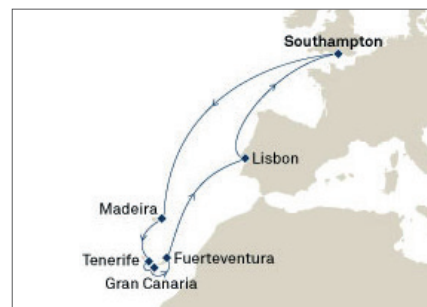 Southampton
Lisbon
Madeira
Tenerife
Fuerteventura
Gran Canaria